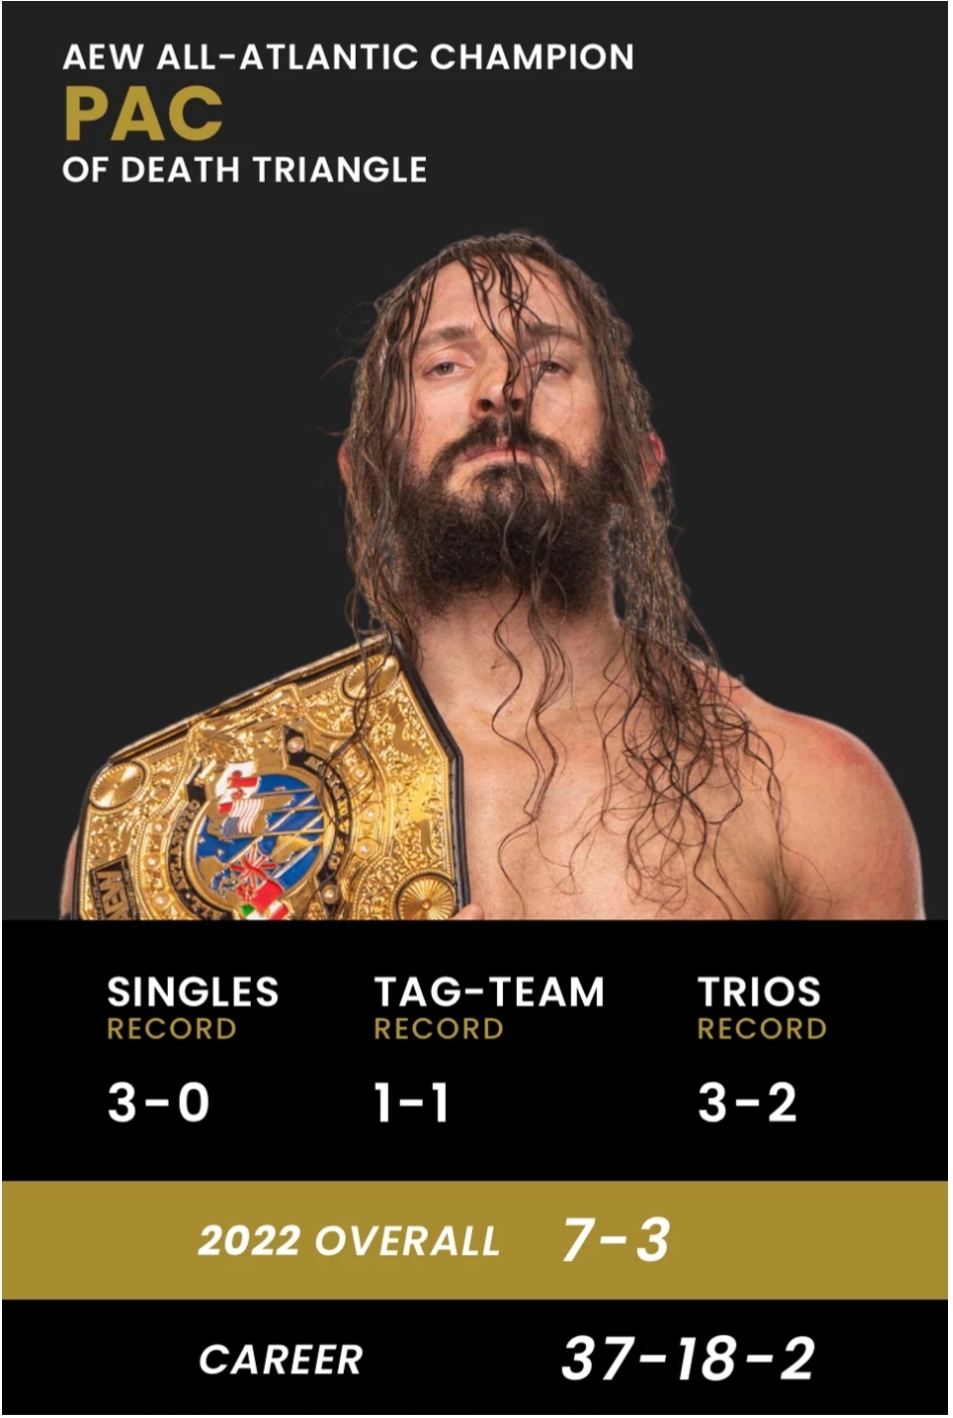 AEW ALL-ATLANTIC CHAMPION
PAC
OF DEATH TRIANGLE
AEW
SINGLES TAG-TEAM TRIOS
RECORD RECORD RECORD
3-0 1-1 3-2
2022 OVERALL 7-3
CAREER 37-18-2